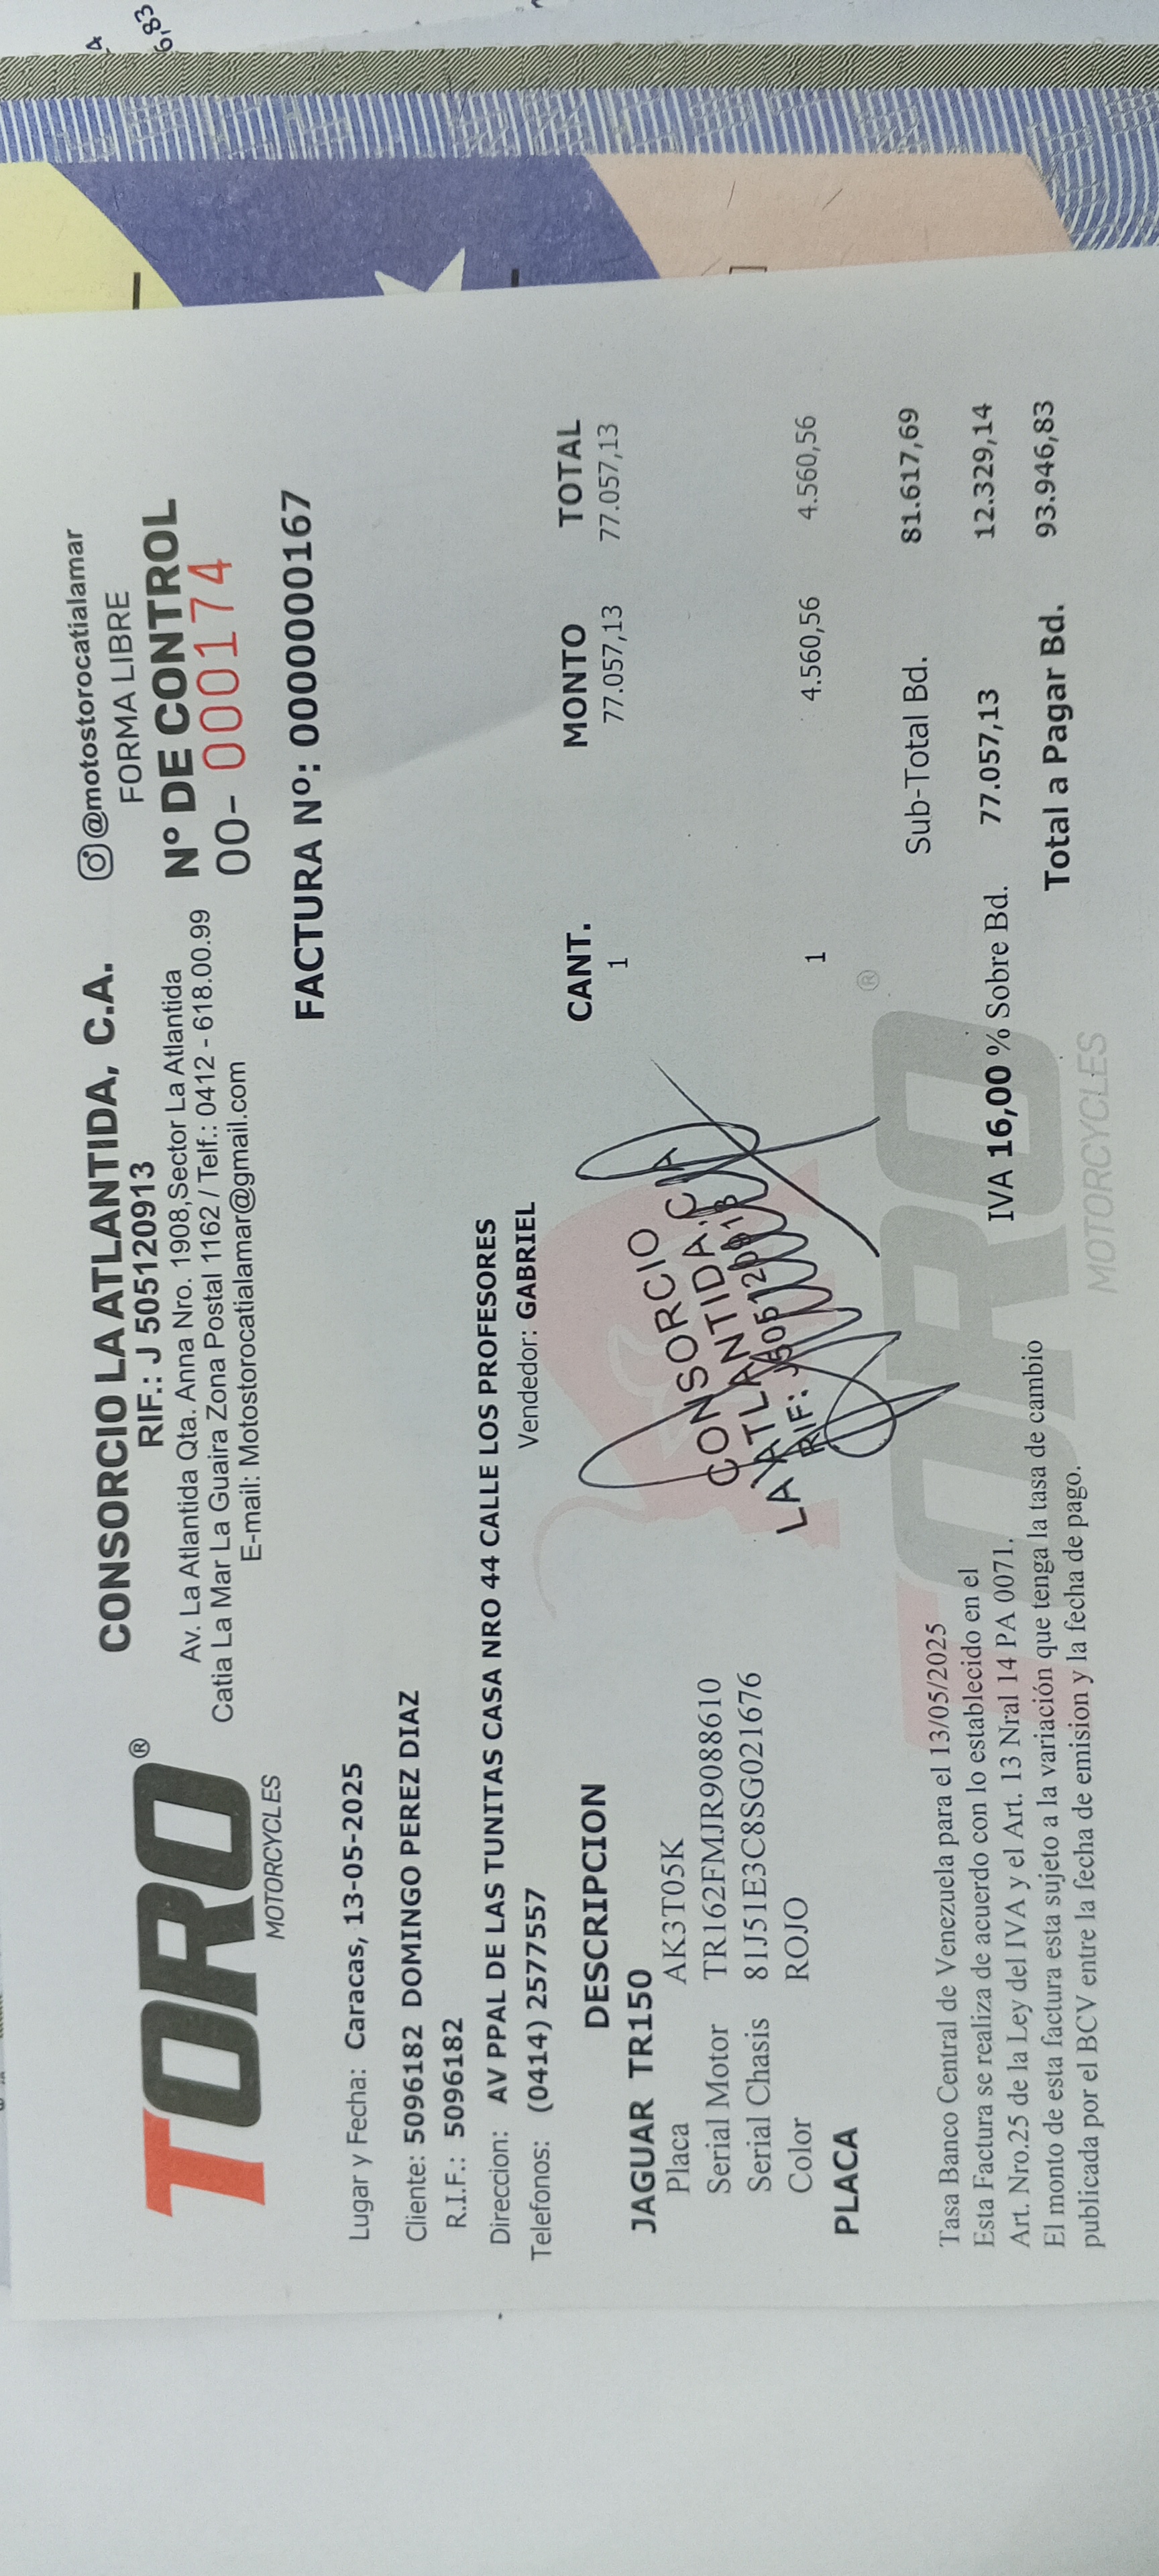 TORO®
MOTORCYCLES
CONSORCIO LA ATLANTIDA, C.A.
RIF.: J 505120913
Av. La Atlantida Qta. Anna Nro. 1908,Sector La Atlantida
Catia La Mar La Guaira Zona Postal 1162 / Telf.: 0412 - 618.00.99
E-mail: Motostorocatialamar@gmail.com
@motostorocatialamar
FORMA LIBRE
Nº DE CONTROL
00- 000174
FACTURA Nº: 0000000167
Lugar y Fecha: Caracas, 13-05-2025
Cliente: 5096182 DOMINGO PEREZ DIAZ
R.I.F.: 5096182
Direccion: AV PPAL DE LAS TUNITAS CASA NRO 44 CALLE LOS PROFESORES
Telefonos: (0414) 2577557 Vendedor: GABRIEL
DESCRIPCION CANT. MONTO TOTAL
JAGUAR TR150 1 77.057,13 77.057,13
Placa AK3T05K
Serial Motor TR162FMJR9088610
Serial Chasis 81J51E3C8SG021676
Color ROJO
PLACA 1 4.560,56 4.560,56
CONSORCIO
LA ATLANTIDA.C.A
RIF: J505120913
TORO®
MOTORCYCLES
Sub-Total Bd. 81.617,69
IVA 16,00 % Sobre Bd. 77.057,13 12.329,14
Total a Pagar Bd. 93.946,83
Tasa Banco Central de Venezuela para el 13/05/2025
Esta Factura se realiza de acuerdo con lo establecido en el
Art. Nro.25 de la Ley del IVA y el Art. 13 Nral 14 PA 0071.
El monto de esta factura esta sujeto a la variación que tenga la tasa de cambio
publicada por el BCV entre la fecha de emision y la fecha de pago.
6,83